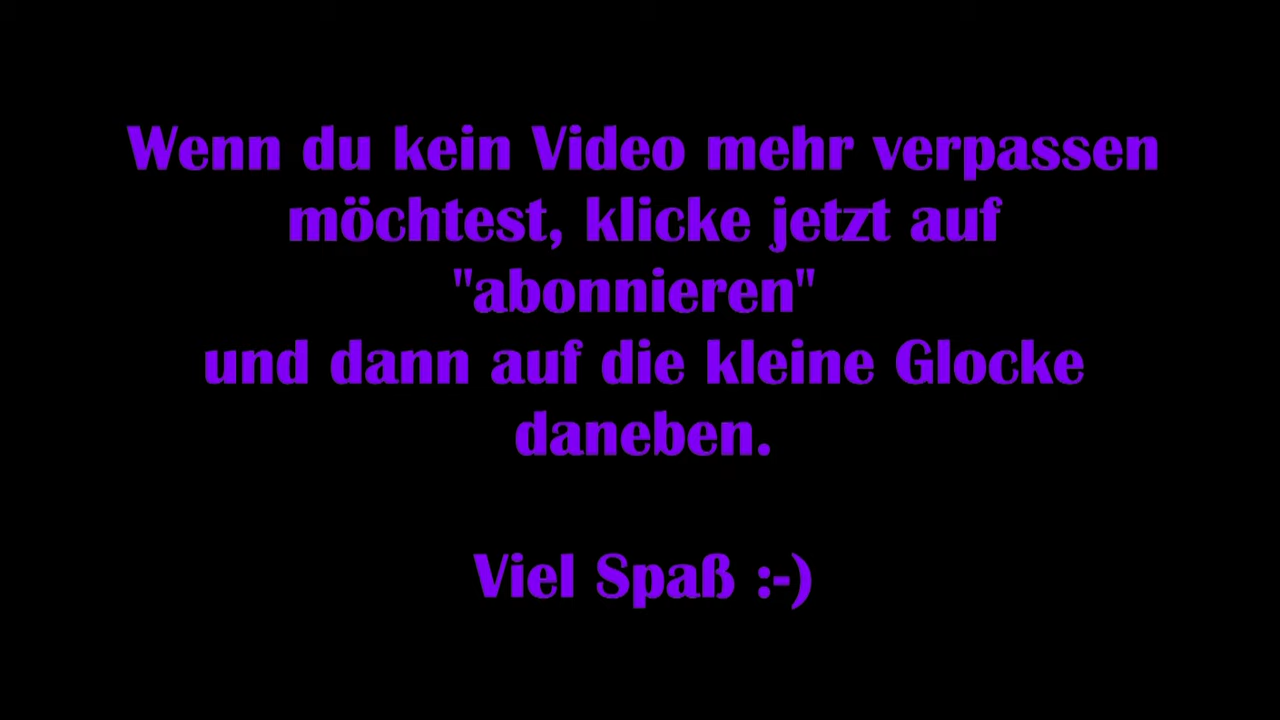 Wenn du kein Video mehr verpassen
möchtest, klicke jetzt auf
"abonnieren"
und dann auf die kleine Glocke
daneben.
Viel Spaß :-)